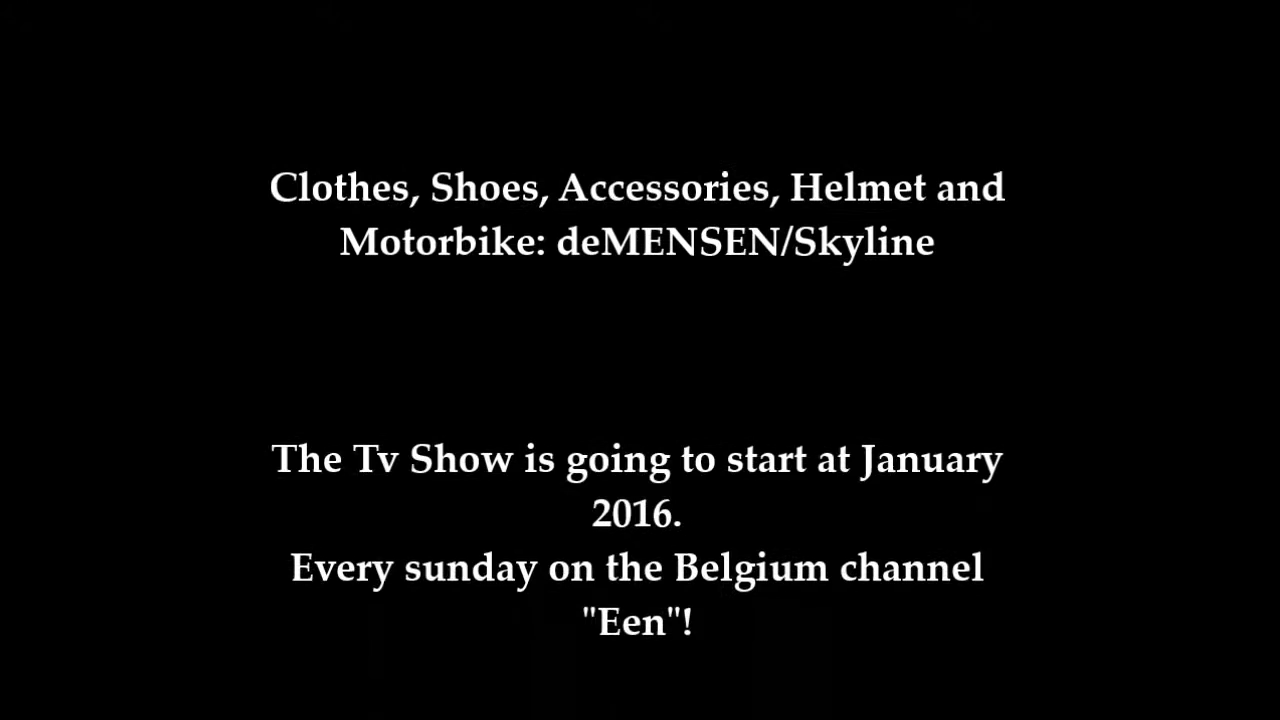 Clothes, Shoes, Accessories, Helmet and
Motorbike: deMENSEN/Skyline
The Tv Show is going to start at January
2016.
Every sunday on the Belgium channel
"Een"!